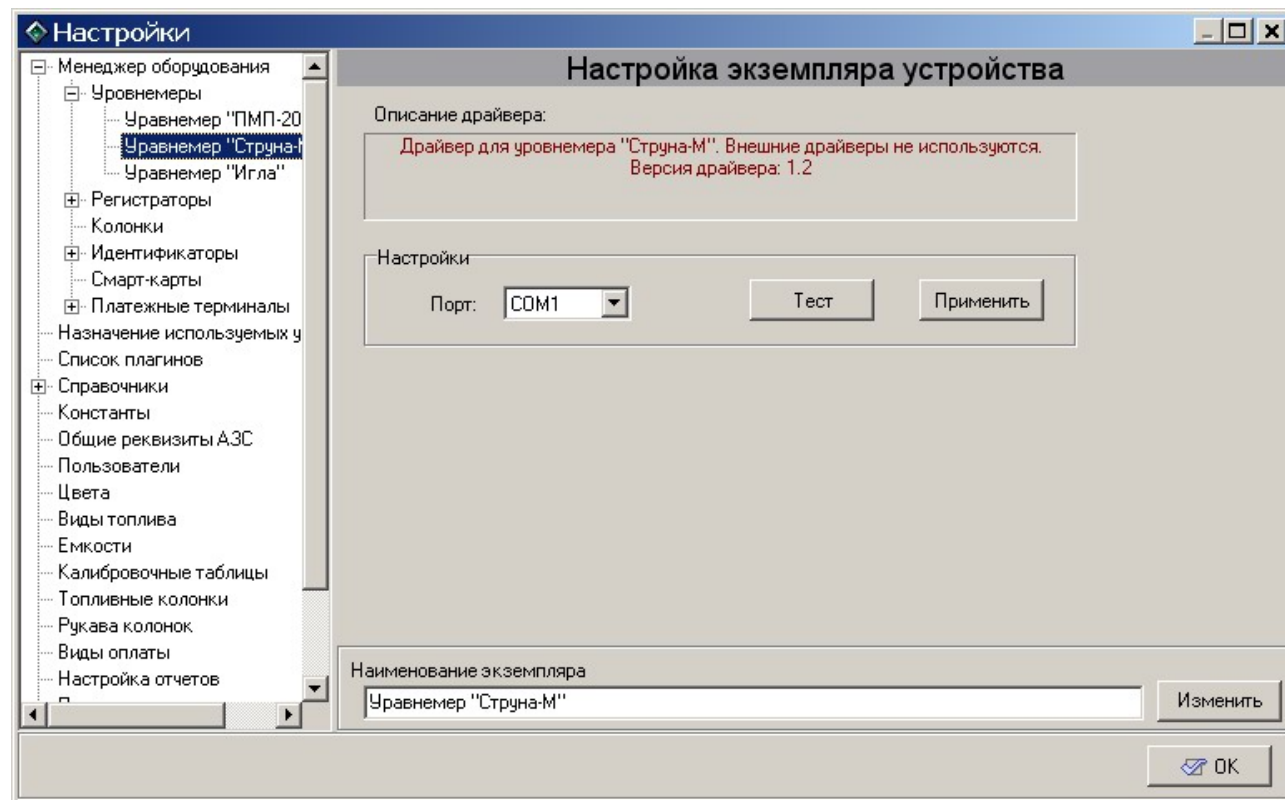 Настройки
Менеджер оборудования
Уровнемеры
Уравнемер "ПМП-20
Уравнемер "Струна-М
Уравнемер "Игла"
Регистраторы
Колонки
Идентификаторы
Смарт-карты
Платежные терминалы
Назначение используемых у
Список плагинов
Справочники
Константы
Общие реквизиты АЗС
Пользователи
Цвета
Виды топлива
Емкости
Калибровочные таблицы
Топливные колонки
Рукава колонок
Виды оплаты
Настройка отчетов
Настройка экземпляра устройства
Описание драйвера:
Драйвер для уровнемера "Струна-М". Внешние драйверы не используются.
Версия драйвера: 1.2
Настройки
Порт: COM1 Тест Применить
Наименование экземпляра
Уравнемер "Струна-М" Изменить
OK